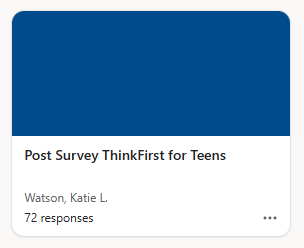 Post Survey ThinkFirst for Teens
Watson, Katie L.
72 responses